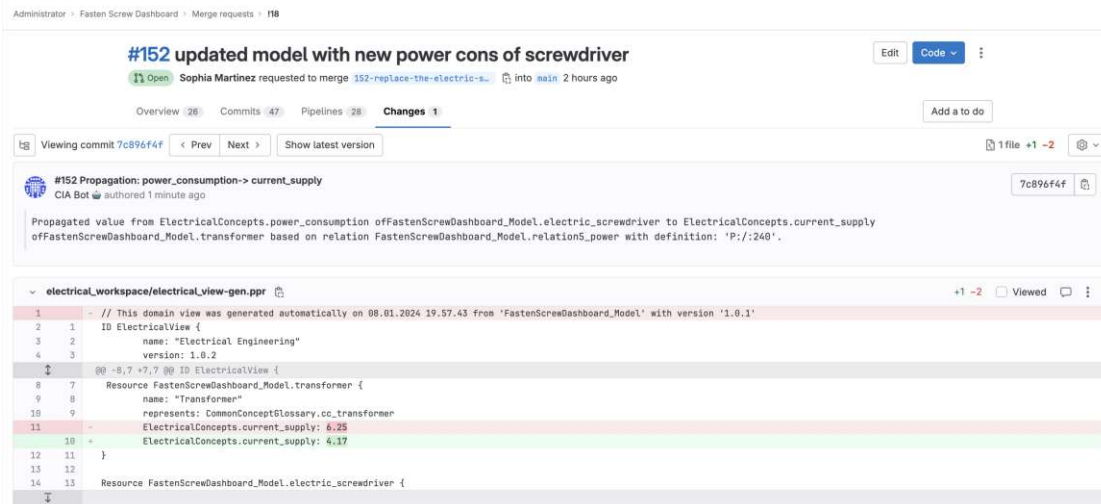 Administrator > Fasten Screw Dashboard > Merge requests > !18
#152 updated model with new power cons of screwdriver
Edit Code
Open Sophia Martinez requested to merge 152-replace-the-electric-s… into main 2 hours ago
Overview 26 Commits 47 Pipelines 28 Changes 1
Add a to do
Viewing commit 7c896f4f < Prev Next > Show latest version
1 file +1 −2
#152 Propagation: power_consumption-> current_supply
CIA Bot authored 1 minute ago
7c896f4f
Propagated value from ElectricalConcepts.power_consumption ofFastenScrewDashboard_Model.electric_screwdriver to ElectricalConcepts.current_supply
ofFastenScrewDashboard_Model.transformer based on relation FastenScrewDashboard_Model.relation5_power with definition: 'P:/:240'.
electrical_workspace/electrical_view-gen.ppr
+1 −2 Viewed
1 - // This domain view was generated automatically on 08.01.2024 19.57.43 from 'FastenScrewDashboard_Model' with version '1.0.1'
2 1 ID ElectricalView {
3 2 name: "Electrical Engineering"
4 3 version: 1.0.2
@@ -8,7 +7,7 @@ ID ElectricalView {
8 7 Resource FastenScrewDashboard_Model.transformer {
9 8 name: "Transformer"
10 9 represents: CommonConceptGlossary.cc_transformer
11 - ElectricalConcepts.current_supply: 6.25
10 + ElectricalConcepts.current_supply: 4.17
12 11 }
13 12
14 13 Resource FastenScrewDashboard_Model.electric_screwdriver {